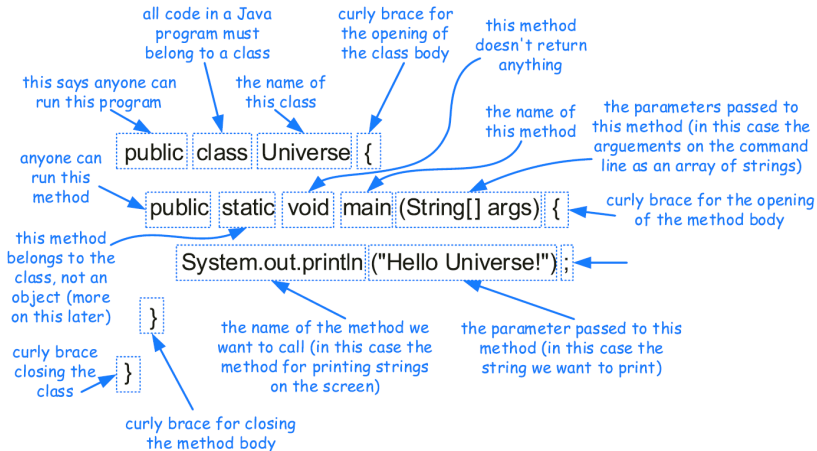 all code in a Java
program must
belong to a class
curly brace for
the opening of
the class body
this method
doesn't return
anything
this says anyone can
run this program
the name of
this class
the name of
this method
the parameters passed to
this method (in this case the
arguements on the command
line as an array of strings)
public class Universe {
anyone can
run this
method
public static void main (String[] args) {
curly brace for the opening
of the method body
this method
belongs to the
class, not an
object (more
on this later)
System.out.println ("Hello Universe!") ;
}
the name of the method we
want to call (in this case the
method for printing strings
on the screen)
the parameter passed to this
method (in this case the
string we want to print)
curly brace
closing the
class
}
curly brace for closing
the method body